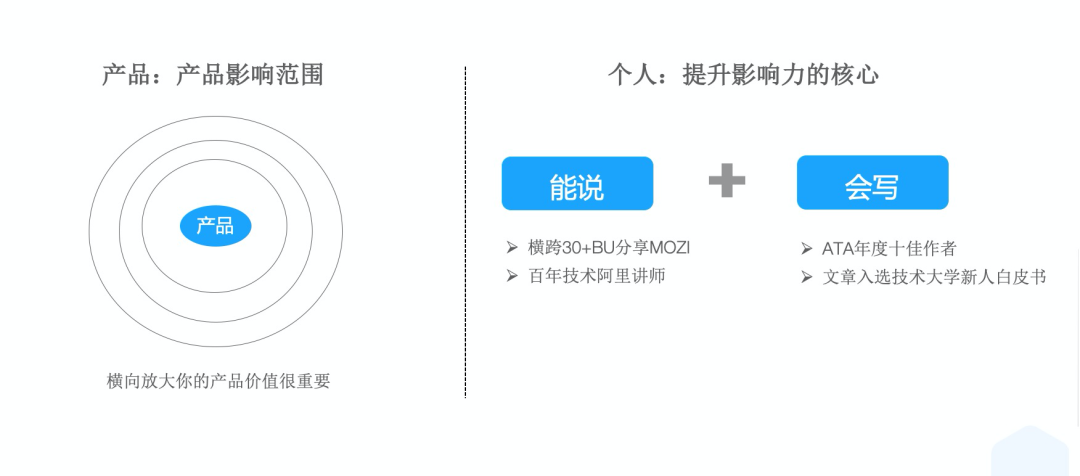 产品：产品影响范围
产品
横向放大你的产品价值很重要
个人：提升影响力的核心
能说
会写
横跨30+BU分享MOZI
百年技术阿里讲师
ATA年度十佳作者
文章入选技术大学新人白皮书